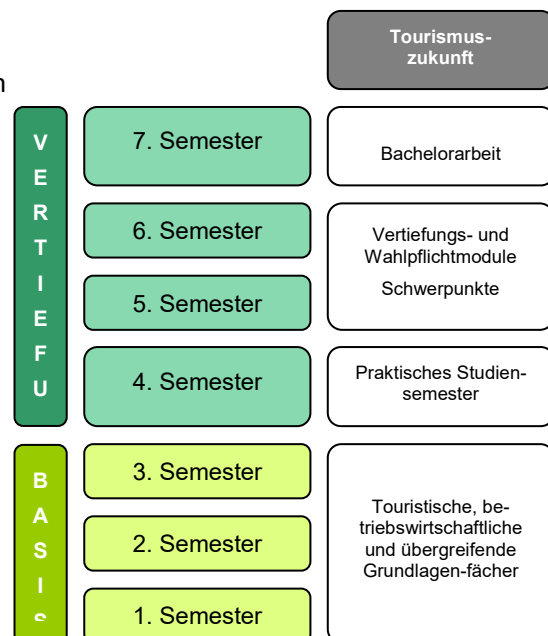 Tourismus-
zukunft
V
E
R
T
I
E
F
U
7. Semester
Bachelorarbeit
6. Semester
5. Semester
Vertiefungs- und
Wahlpflichtmodule
Schwerpunkte
4. Semester
Praktisches Studien-
semester
B
A
S
I
S
3. Semester
2. Semester
1. Semester
Touristische, be-
triebswirtschaftliche
und übergreifende
Grundlagen-fächer